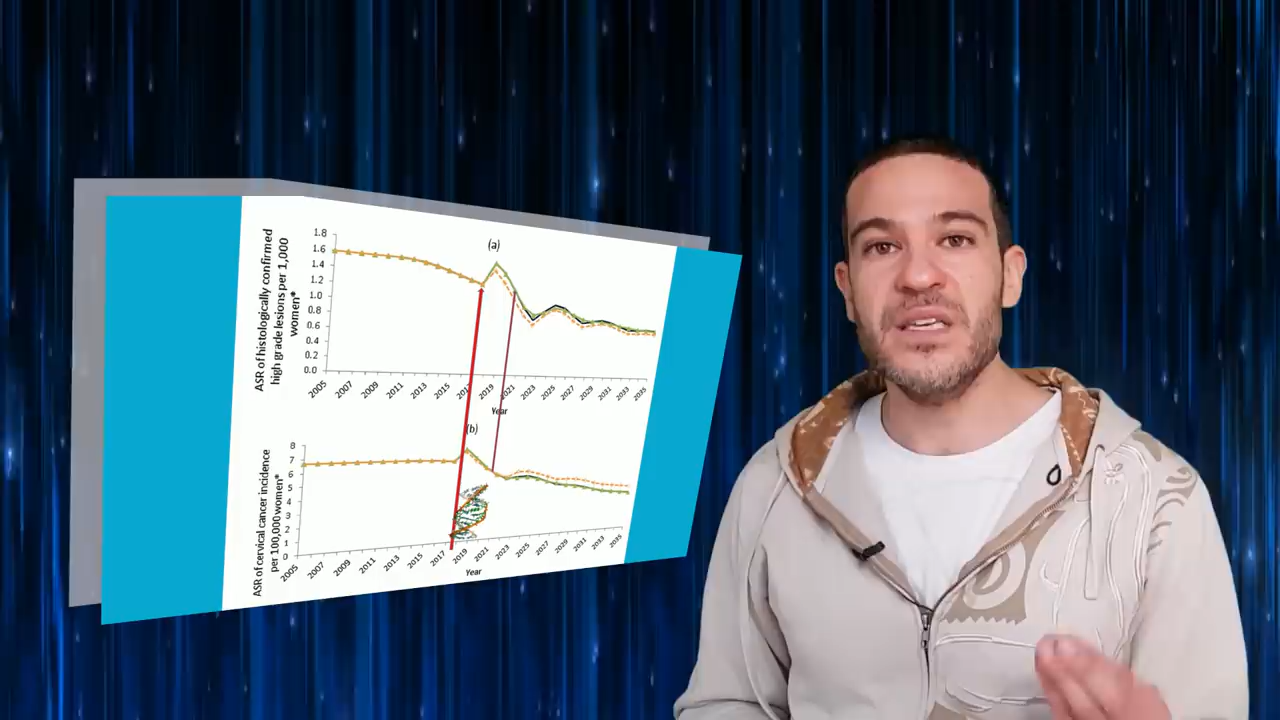 (a)
ASR of histologically confirmed
high grade lesions per 1,000
women*
1.8
1.6
1.4
1.2
1.0
0.8
0.6
0.4
0.2
0.0
2005 2007 2009 2011 2013 2015 2019 2021 2023 2025 2027 2029 2031 2033 2035
Year
(b)
ASR of cervical cancer incidence
per 100,000 women*
8
7
6
5
4
3
2
1
0
2005 2007 2009 2011 2013 2015 2017 2019 2021 2023 2025 2027 2029 2031 2033 2035
Year